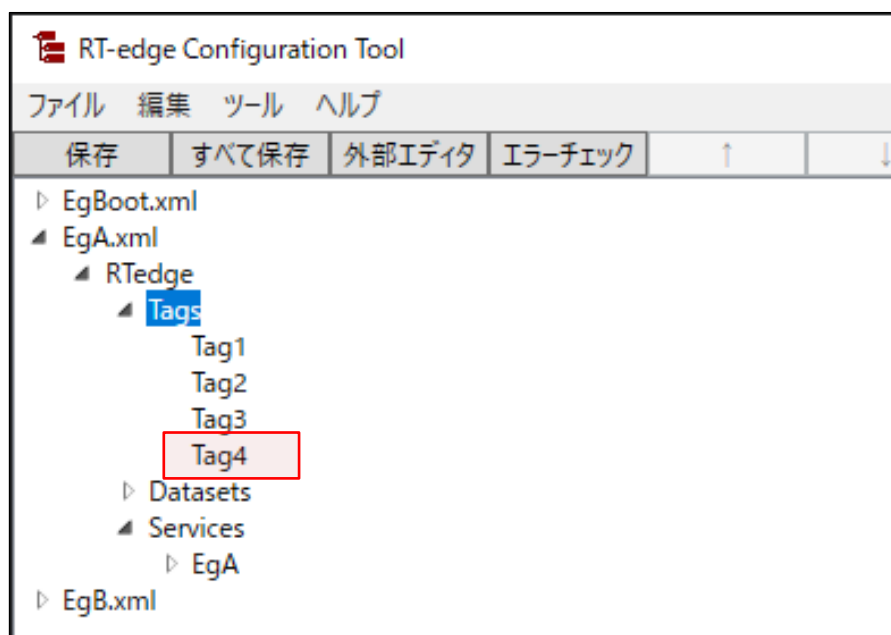 RT-edge Configuration Tool
ファイル 編集 ツール ヘルプ
保存 すべて保存 外部エディタ エラーチェック ↑ ↓
EgBoot.xml
EgA.xml
RTedge
Tags
Tag1
Tag2
Tag3
Tag4
Datasets
Services
EgA
EgB.xml